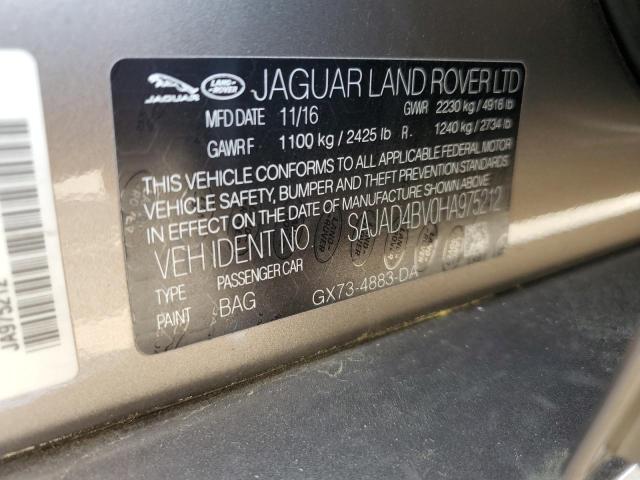 JAGUAR LAND-ROVER JAGUAR LAND ROVER LTD
MFD DATE 11/16 GVWR 2230 kg / 4916 lb
GAWR F 1100 kg / 2425 lb R. 1240 kg / 2734 lb
THIS VEHICLE CONFORMS TO ALL APPLICABLE FEDERAL MOTOR
VEHICLE SAFETY, BUMPER AND THEFT PREVENTION STANDARDS
IN EFFECT ON THE DATE OF MANUFACTURE SHOWN ABOVE
VEH IDENT NO. SAJAD4BV0HA975212
TYPE PASSENGER CAR
PAINT BAG GX73-4883-DA
JA975212